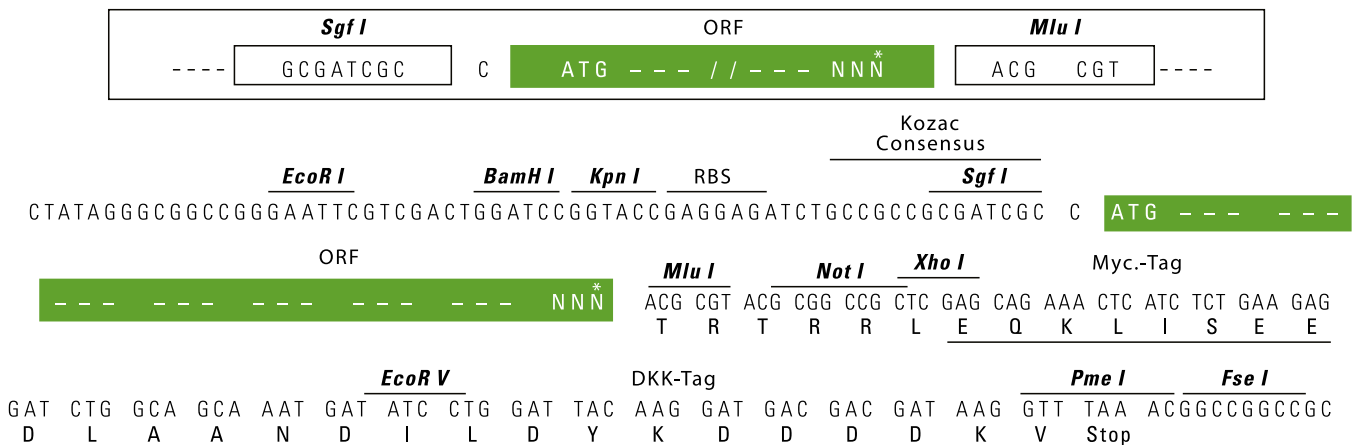 Sgf I ORF Mlu I
---- GCGATCGC C ATG --- // --- NNN* ACG CGT ----
Kozac
Consensus
EcoR I BamH I Kpn I RBS Sgf I
CTATAGGGCGGCCGGGAATTCGTCGACTGGATCCGGTACCGAGGAGATCTGCCGCCGCGATCGC C ATG --- ---
ORF Mlu I Not I Xho I Myc.-Tag
--- --- --- --- --- NNN* ACG CGT ACG CGG CCG CTC GAG CAG AAA CTC ATC TCT GAA GAG
T R T R R L E Q K L I S E E
EcoR V DKK-Tag Pme I Fse I
GAT CTG GCA GCA AAT GAT ATC CTG GAT TAC AAG GAT GAC GAC GAT AAG GTT TAA ACGGCCGGCCGC
D L A A N D I L D Y K D D D D K V Stop